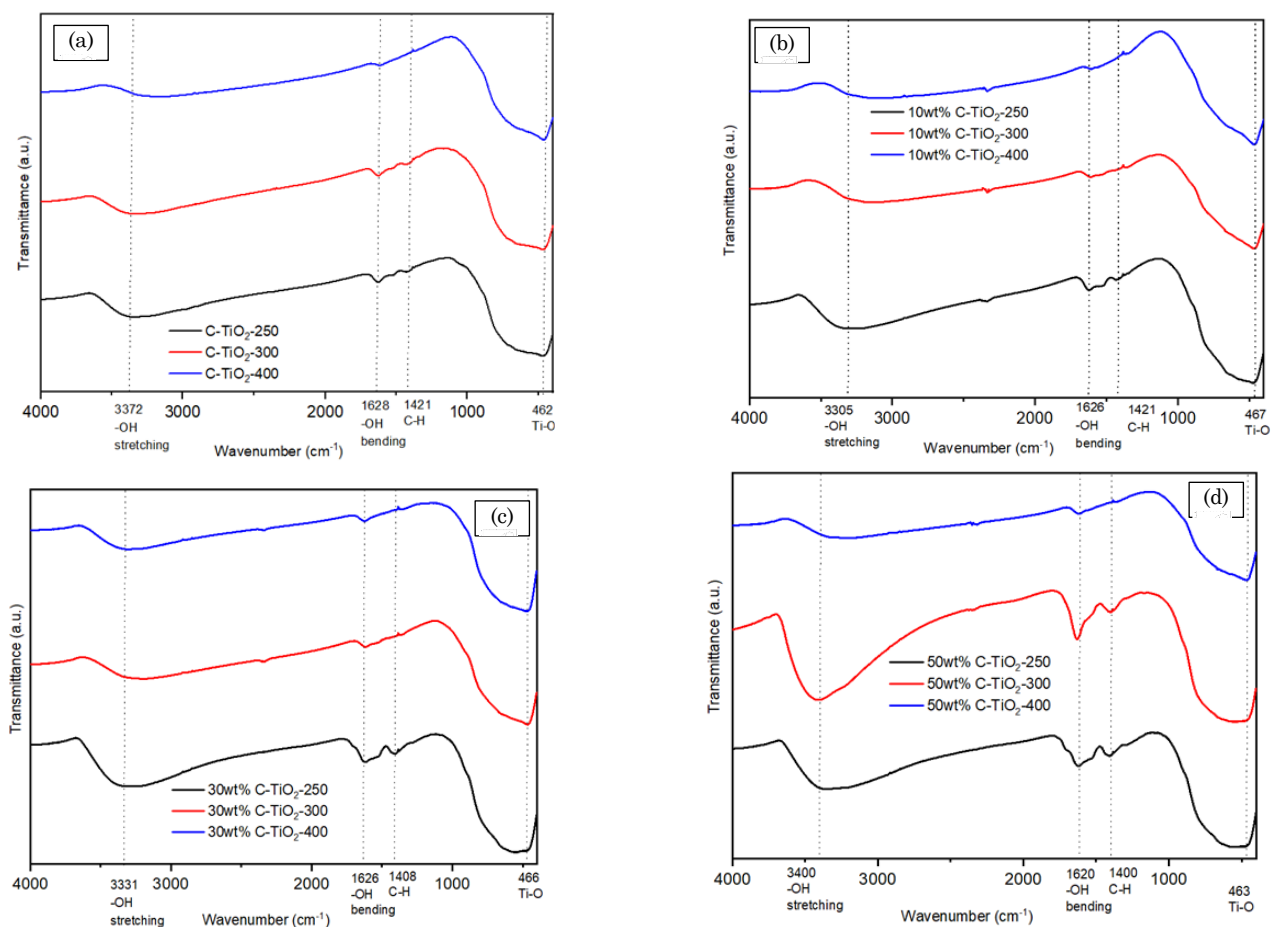 (a)
Transmittamce (a.u.)
C-TiO₂-250
C-TiO₂-300
C-TiO₂-400
4000 3000 2000 1000
3372 1628 1421 462
-OH -OH C-H Ti-O
stretching bending
Wavenumber (cm⁻¹)
(b)
Transmittance (a.u.)
10wt% C-TiO₂-250
10wt% C-TiO₂-300
10wt% C-TiO₂-400
4000 3000 2000 1000
3305 1626 1421 467
-OH -OH C-H Ti-O
stretching bending
Wavenumber (cm⁻¹)
(c)
Transmittance (a.u.)
30wt% C-TiO₂-250
30wt% C-TiO₂-300
30wt% C-TiO₂-400
4000 3000 2000 1000
3331 1626 1408 466
-OH -OH C-H Ti-O
stretching bending
Wavenumber (cm⁻¹)
(d)
Transmittance (a.u.)
50wt% C-TiO₂-250
50wt% C-TiO₂-300
50wt% C-TiO₂-400
4000 3000 2000 1000
3400 1620 1400 463
-OH -OH C-H Ti-O
stretching bending
Wavenumber (cm⁻¹)